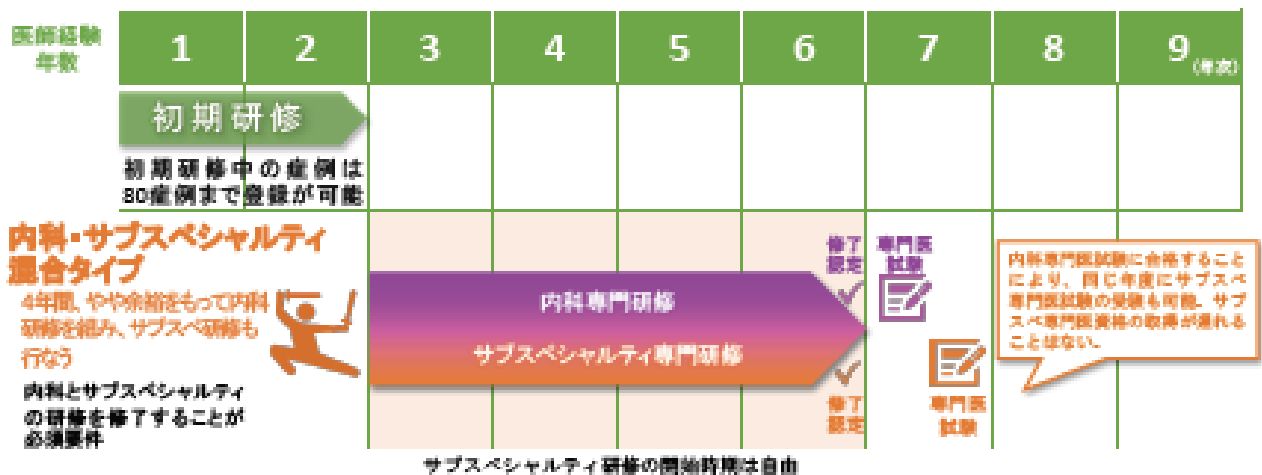 医師経験
年数
1 2 3 4 5 6 7 8 9(年次)
初期研修
初期研修中の症例は
80症例まで登録が可能
内科・サブスペシャルティ
混合タイプ
4年間、やや余裕をもって内科
研修を組み、サブスペ研修も
行なう
内科とサブスペシャルティ
の研修を修了することが
必須要件
内科専門研修
サブスペシャルティ専門研修
修了
認定
専門医
試験
修了
認定
専門医
試験
内科専門医試験に合格すること
により、同じ年度にサブスペ
専門医試験の受験も可能。サブ
スペ専門医資格の取得が遅れる
ことはない。
サブスペシャルティ研修の開始時期は自由